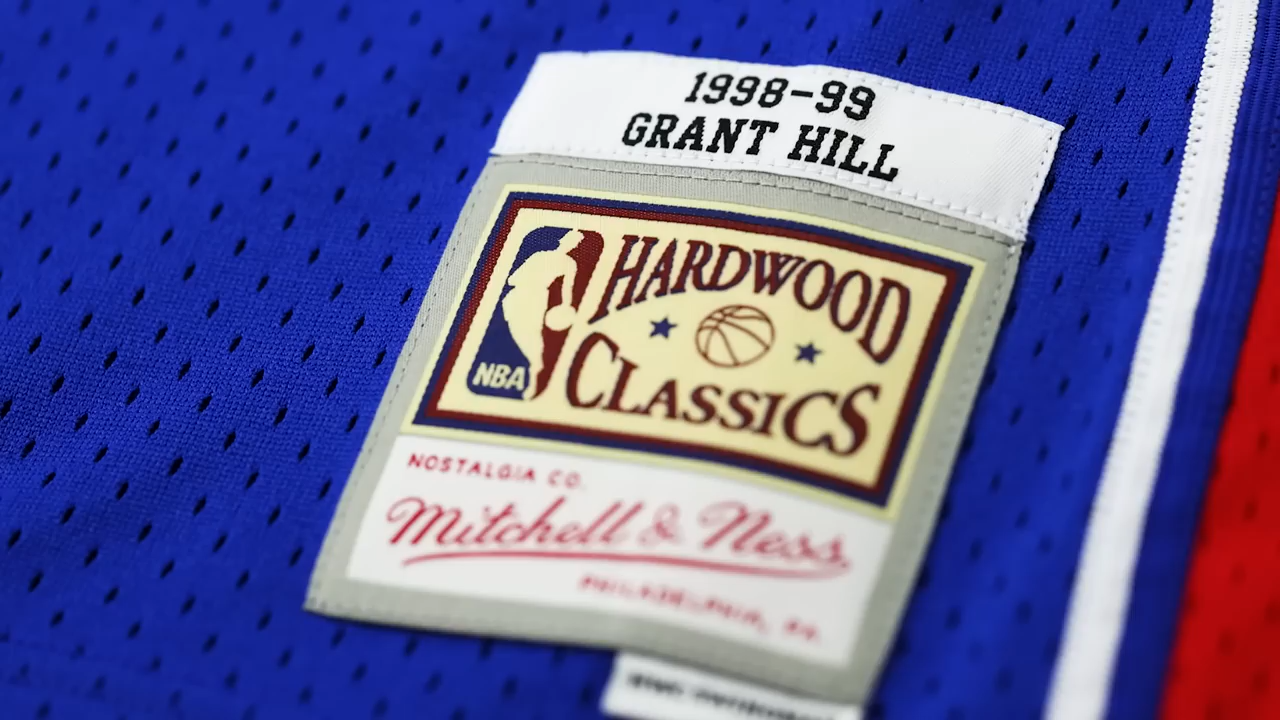 1998-99
GRANT HILL
HARDWOOD
CLASSICS
NBA
NOSTALGIA CO.
Mitchell & Ness
PHILADELPHIA, PA.